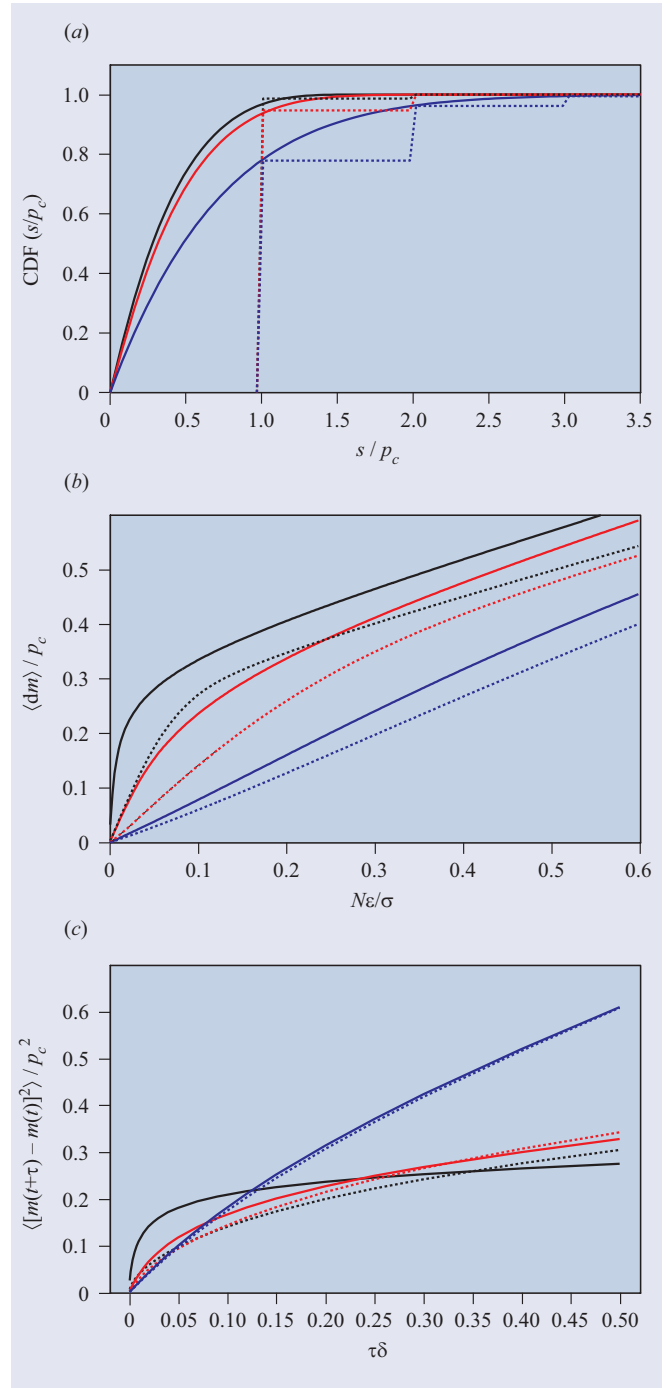 (a)
1.0
0.8
0.6
0.4
0.2
0
CDF (s/p_c)
0 0.5 1.0 1.5 2.0 2.5 3.0 3.5
s / p_c
(b)
0.5
0.4
0.3
0.2
0.1
0
⟨dm⟩ / p_c
0 0.1 0.2 0.3 0.4 0.5 0.6
Nε/σ
(c)
0.6
0.5
0.4
0.3
0.2
0.1
0
⟨[m(t+τ) – m(t)]²⟩ / p_c²
0 0.05 0.10 0.15 0.20 0.25 0.30 0.35 0.40 0.45 0.50
τδ